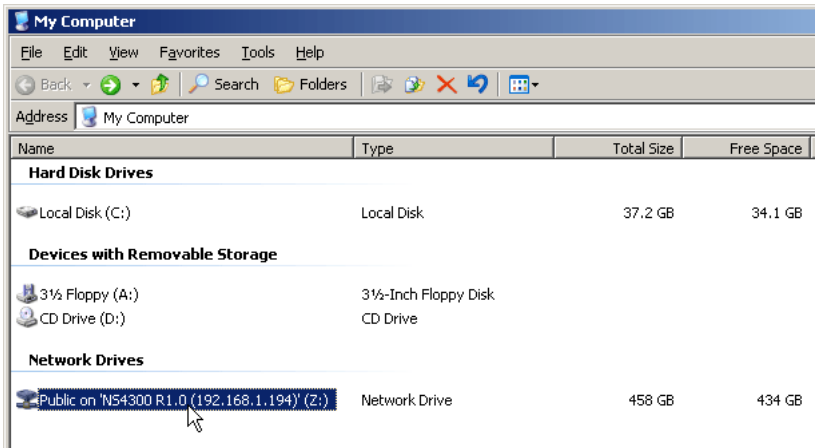 My Computer
File Edit View Favorites Tools Help
Back Search Folders
Address My Computer
Name Type Total Size Free Space
Hard Disk Drives
Local Disk (C:) Local Disk 37.2 GB 34.1 GB
Devices with Removable Storage
3½ Floppy (A:) 3½-Inch Floppy Disk
CD Drive (D:) CD Drive
Network Drives
Public on 'NS4300 R1.0 (192.168.1.194)' (Z:) Network Drive 458 GB 434 GB